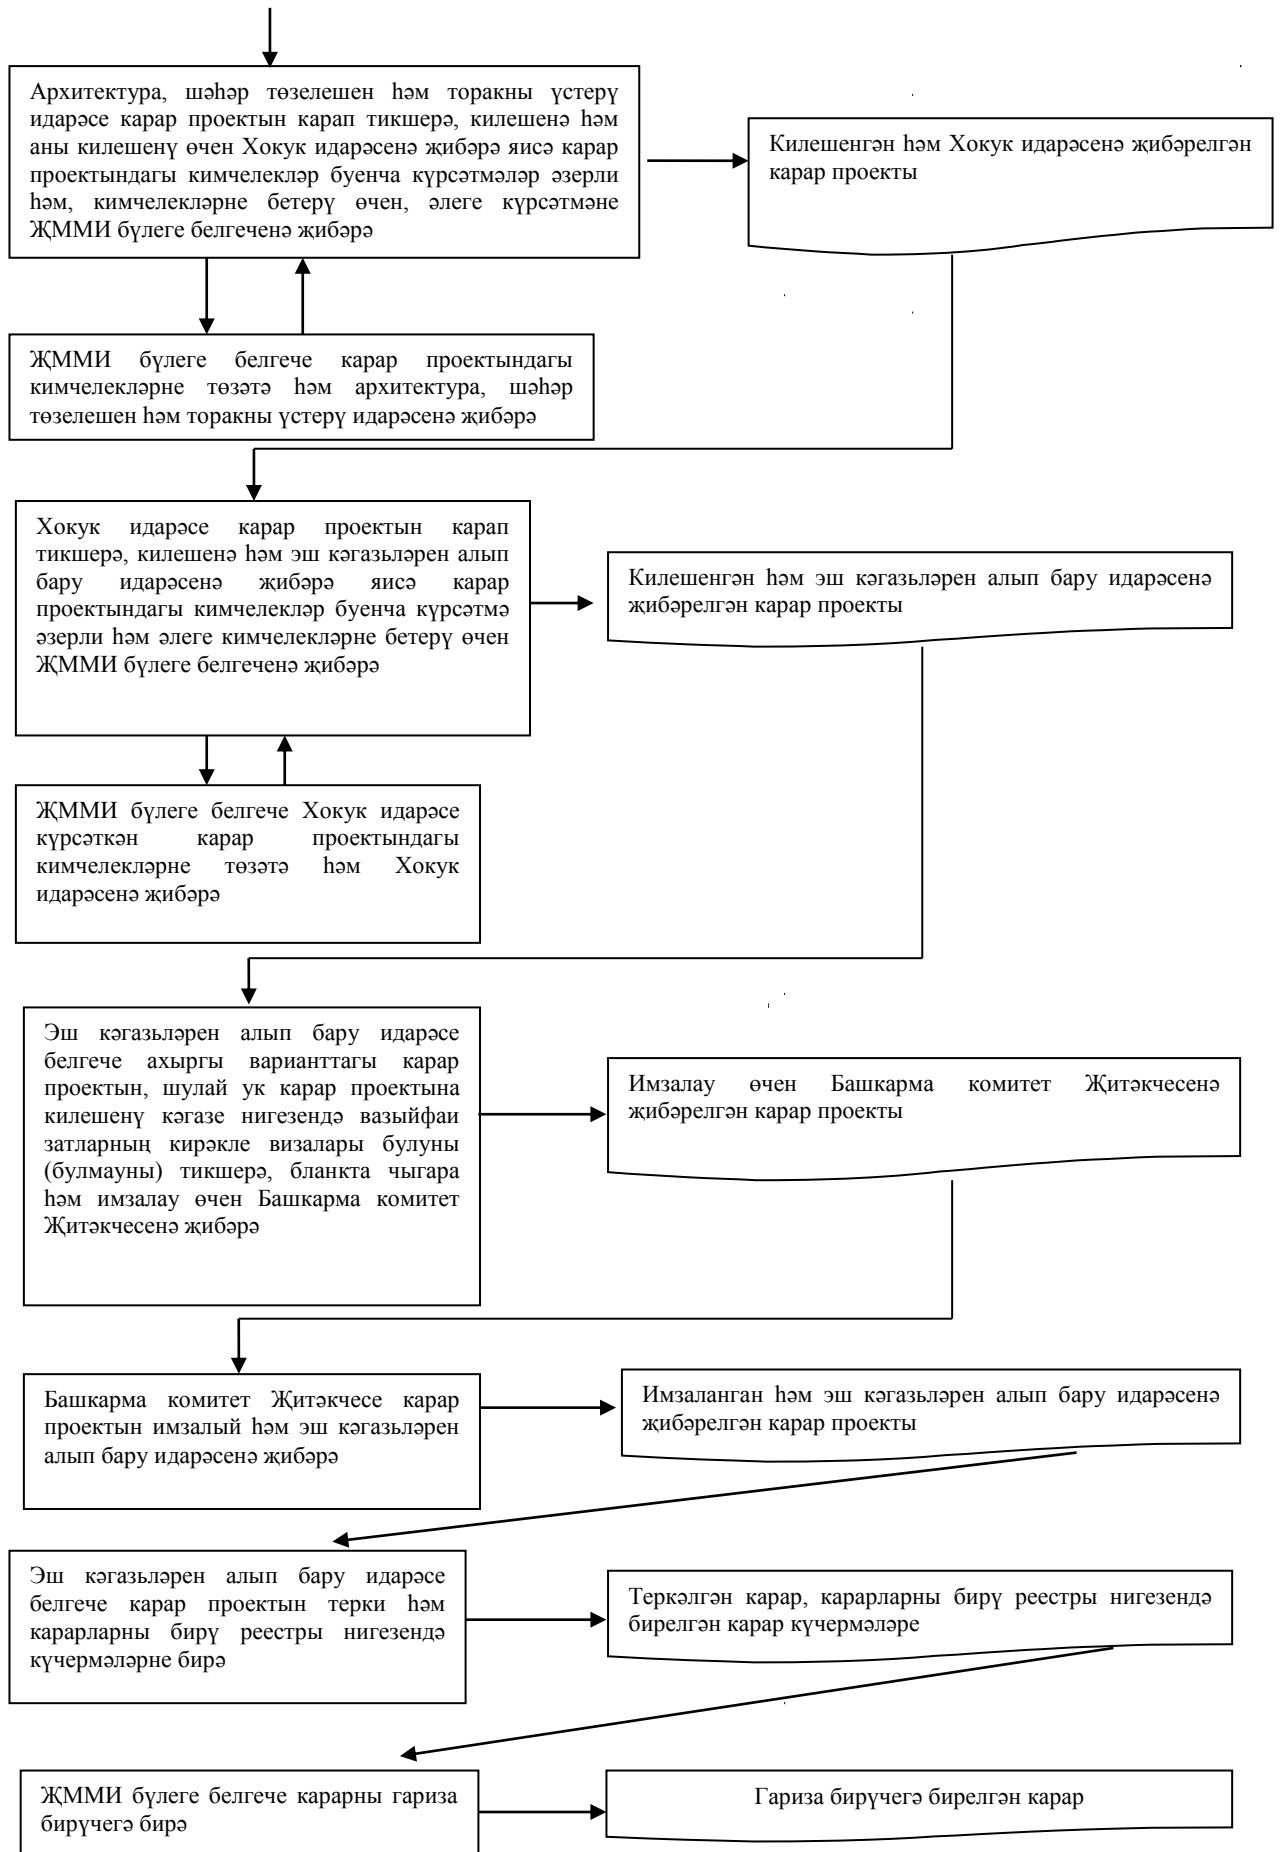 Архитектура, шәһәр төзелешен һәм торакны үстерү
идарәсе карар проектын карап тикшерә, килешенә һәм
аны килешенү өчен Хокук идарәсенә җибәрә яисә карар
проектындагы кимчелекләр буенча күрсәтмәләр әзерли
һәм, кимчелекләрне бетерү өчен, әлеге күрсәтмәне
ҖММИ бүлеге белгеченә җибәрә
Килешенгән һәм Хокук идарәсенә җибәрелгән
карар проекты
ҖММИ бүлеге белгече карар проектындагы
кимчелекләрне төзәтә һәм архитектура, шәһәр
төзелешен һәм торакны үстерү идарәсенә җибәрә
Хокук идарәсе карар проектын карап
тикшерә, килешенә һәм эш кәгазьләрен алып
бару идарәсенә җибәрә яисә карар
проектындагы кимчелекләр буенча күрсәтмә
әзерли һәм әлеге кимчелекләрне бетерү өчен
ҖММИ бүлеге белгеченә җибәрә
Килешенгән һәм эш кәгазьләрен алып бару идарәсенә
җибәрелгән карар проекты
ҖММИ бүлеге белгече Хокук идарәсе
күрсәткән карар проектындагы
кимчелекләрне төзәтә һәм Хокук
идарәсенә җибәрә
Эш кәгазьләрен алып бару идарәсе
белгече ахыргы варианттагы карар
проектын, шулай ук карар проектына
килешенү кәгазе нигезендә вазыйфаи
затларның кирәкле визалары булуны
(булмауны) тикшерә, бланкта чыгара
һәм имзалау өчен Башкарма комитет
Җитәкчесенә җибәрә
Имзалау өчен Башкарма комитет Җитәкчесенә
җибәрелгән карар проекты
Башкарма комитет Җитәкчесе карар
проектын имзалый һәм эш кәгазьләрен
алып бару идарәсенә җибәрә
Имзаланган һәм эш кәгазьләрен алып бару идарәсенә
җибәрелгән карар проекты
Эш кәгазьләрен алып бару идарәсе
белгече карар проектын терки һәм
карарларны бирү реестры нигезендә
күчермәләрне бирә
Теркәлгән карар, карарларны бирү реестры нигезендә
бирелгән карар күчермәләре
ҖММИ бүлеге белгече карарны гариза
бирүчегә бирә
Гариза бирүчегә бирелгән карар